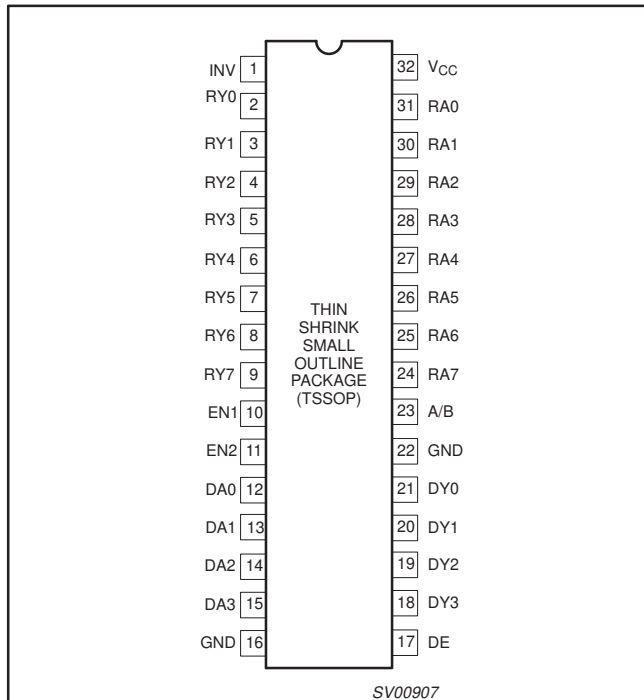 INV 1 32 VCC
RY0 2 31 RA0
RY1 3 30 RA1
RY2 4 29 RA2
RY3 5 28 RA3
RY4 6 27 RA4
RY5 7 26 RA5
RY6 8 25 RA6
RY7 9 24 RA7
EN1 10 23 A/B
EN2 11 22 GND
DA0 12 21 DY0
DA1 13 20 DY1
DA2 14 19 DY2
DA3 15 18 DY3
GND 16 17 DE
THIN
SHRINK
SMALL
OUTLINE
PACKAGE
(TSSOP)
SV00907